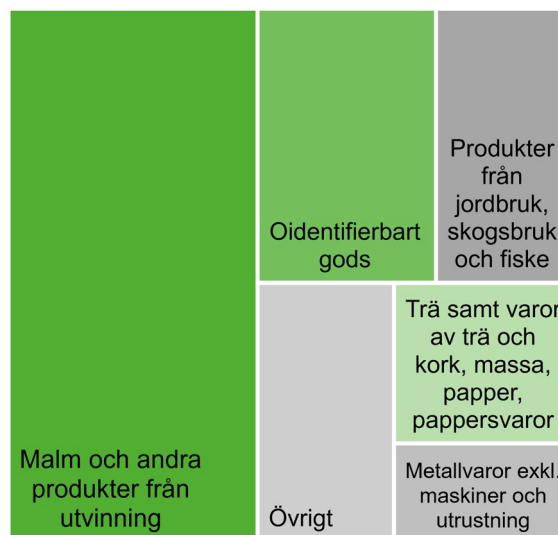 Malm och andra
produkter från
utvinning
Oidentifierbart
gods
Produkter
från
jordbruk,
skogsbruk
och fiske
Övrigt
Trä samt varor
av trä och
kork, massa,
papper,
pappersvaror
Metallvaror exkl.
maskiner och
utrustning